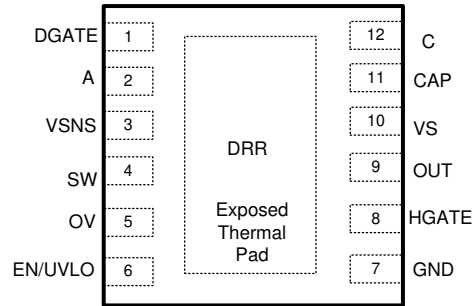 DGATE 1
A 2
VSNS 3
SW 4
OV 5
EN/UVLO 6
DRR
Exposed
Thermal
Pad
12 C
11 CAP
10 VS
9 OUT
8 HGATE
7 GND